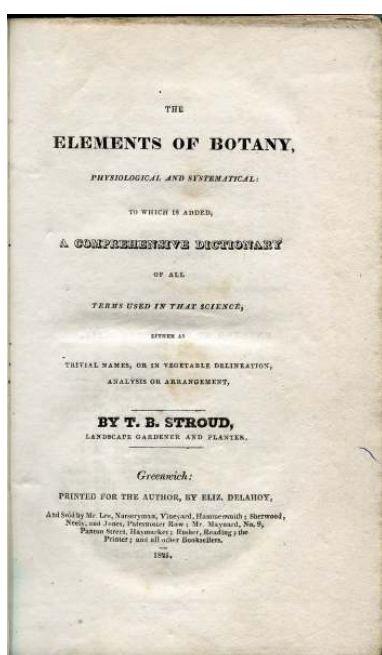 THE
ELEMENTS OF BOTANY,
PHYSIOLOGICAL AND SYSTEMATICAL:
TO WHICH IS ADDED,
A COMPREHENSIVE DICTIONARY
OF ALL
TERMS USED IN THAT SCIENCE;
EITHER AS
TRIVIAL NAMES, OR IN VEGETABLE DELINEATION,
ANALYSIS OR ARRANGEMENT,
BY T. B. STROUD,
LANDSCAPE GARDENER AND PLANTER.
Greenwich:
PRINTED FOR THE AUTHOR, BY ELIZ. DELAHOY,
And Sold by Mr. Lee, Nurseryman, Vineyard, Hammersmith; Sherwood,
Neely, and Jones, Paternoster Row; Mr. Maynard, No. 9,
Panton Street, Haymarket; Rusher, Reading; the
Printer; and all other Booksellers.